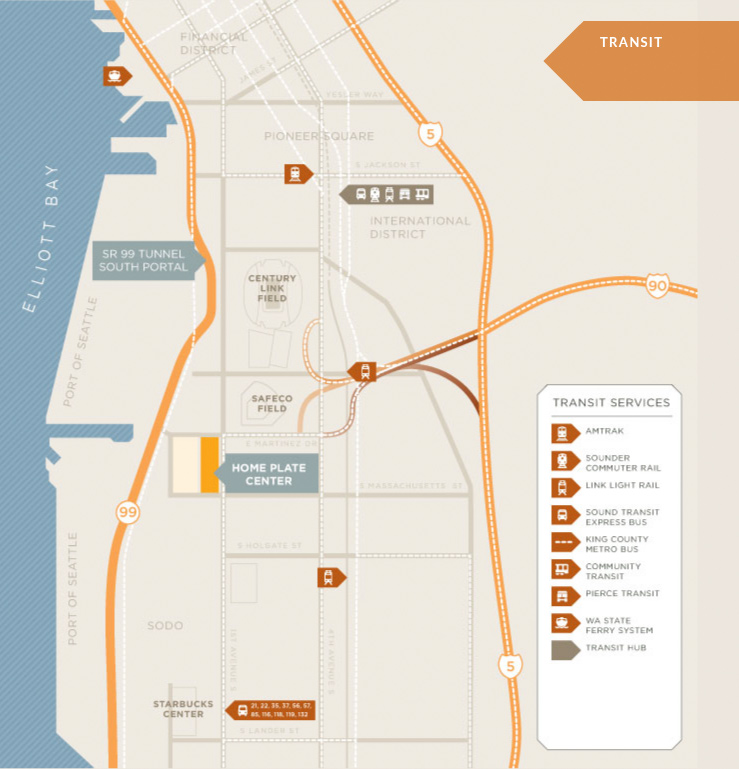 TRANSIT
FINANCIAL
DISTRICT
JAMES ST
YESLER WAY
PIONEER SQUARE
5
S JACKSON ST
INTERNATIONAL
DISTRICT
ELLIOTT BAY
SR 99 TUNNEL
SOUTH PORTAL
CENTURY
LINK
FIELD
90
PORT OF SEATTLE
SAFECO
FIELD
E MARTINEZ DR
HOME PLATE
CENTER
S MASSACHUSETTS ST
99
S HOLGATE ST
PORT OF SEATTLE
SODO
1ST AVENUE S
4TH AVENUE S
5
STARBUCKS
CENTER
21, 22, 35, 37, 56, 57,
85, 116, 118, 119, 132
S LANDER ST
TRANSIT SERVICES
AMTRAK
SOUNDER
COMMUTER RAIL
LINK LIGHT RAIL
SOUND TRANSIT
EXPRESS BUS
KING COUNTY
METRO BUS
COMMUNITY
TRANSIT
PIERCE TRANSIT
WA STATE
FERRY SYSTEM
TRANSIT HUB